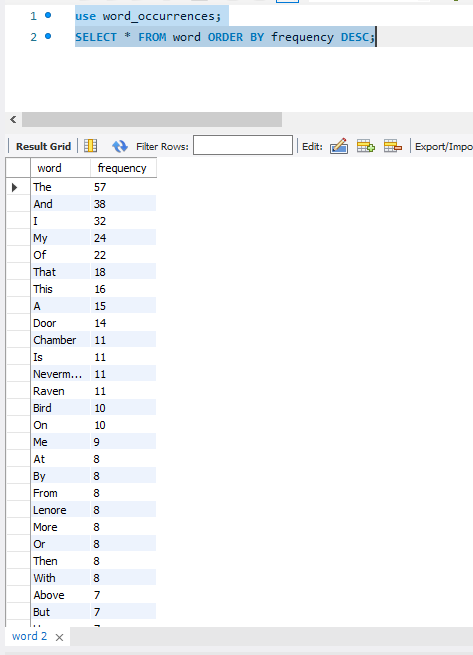 1 use word_occurrences;
2 SELECT * FROM word ORDER BY frequency DESC;
Result Grid Filter Rows: Edit: Export/Impo
word frequency
The 57
And 38
I 32
My 24
Of 22
That 18
This 16
A 15
Door 14
Chamber 11
Is 11
Neverm... 11
Raven 11
Bird 10
On 10
Me 9
At 8
By 8
From 8
Lenore 8
More 8
Or 8
Then 8
With 8
Above 7
But 7
word 2